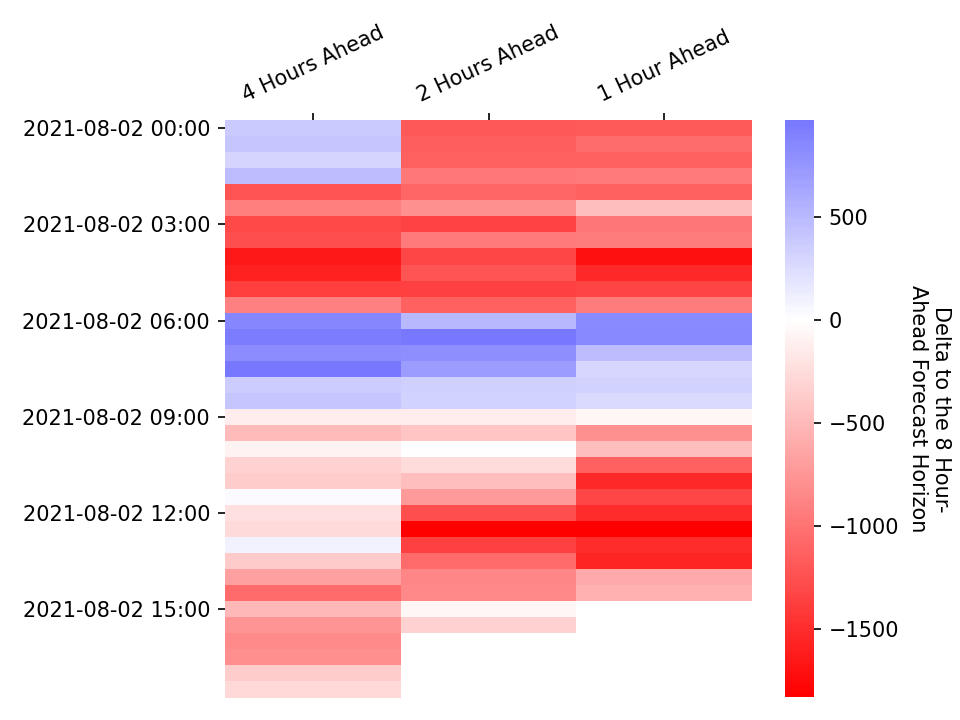 4 Hours Ahead
2 Hours Ahead
1 Hour Ahead
2021-08-02 00:00
2021-08-02 03:00
2021-08-02 06:00
2021-08-02 09:00
2021-08-02 12:00
2021-08-02 15:00
500
0
−500
−1000
−1500
Delta to the 8 Hour-
Ahead Forecast Horizon